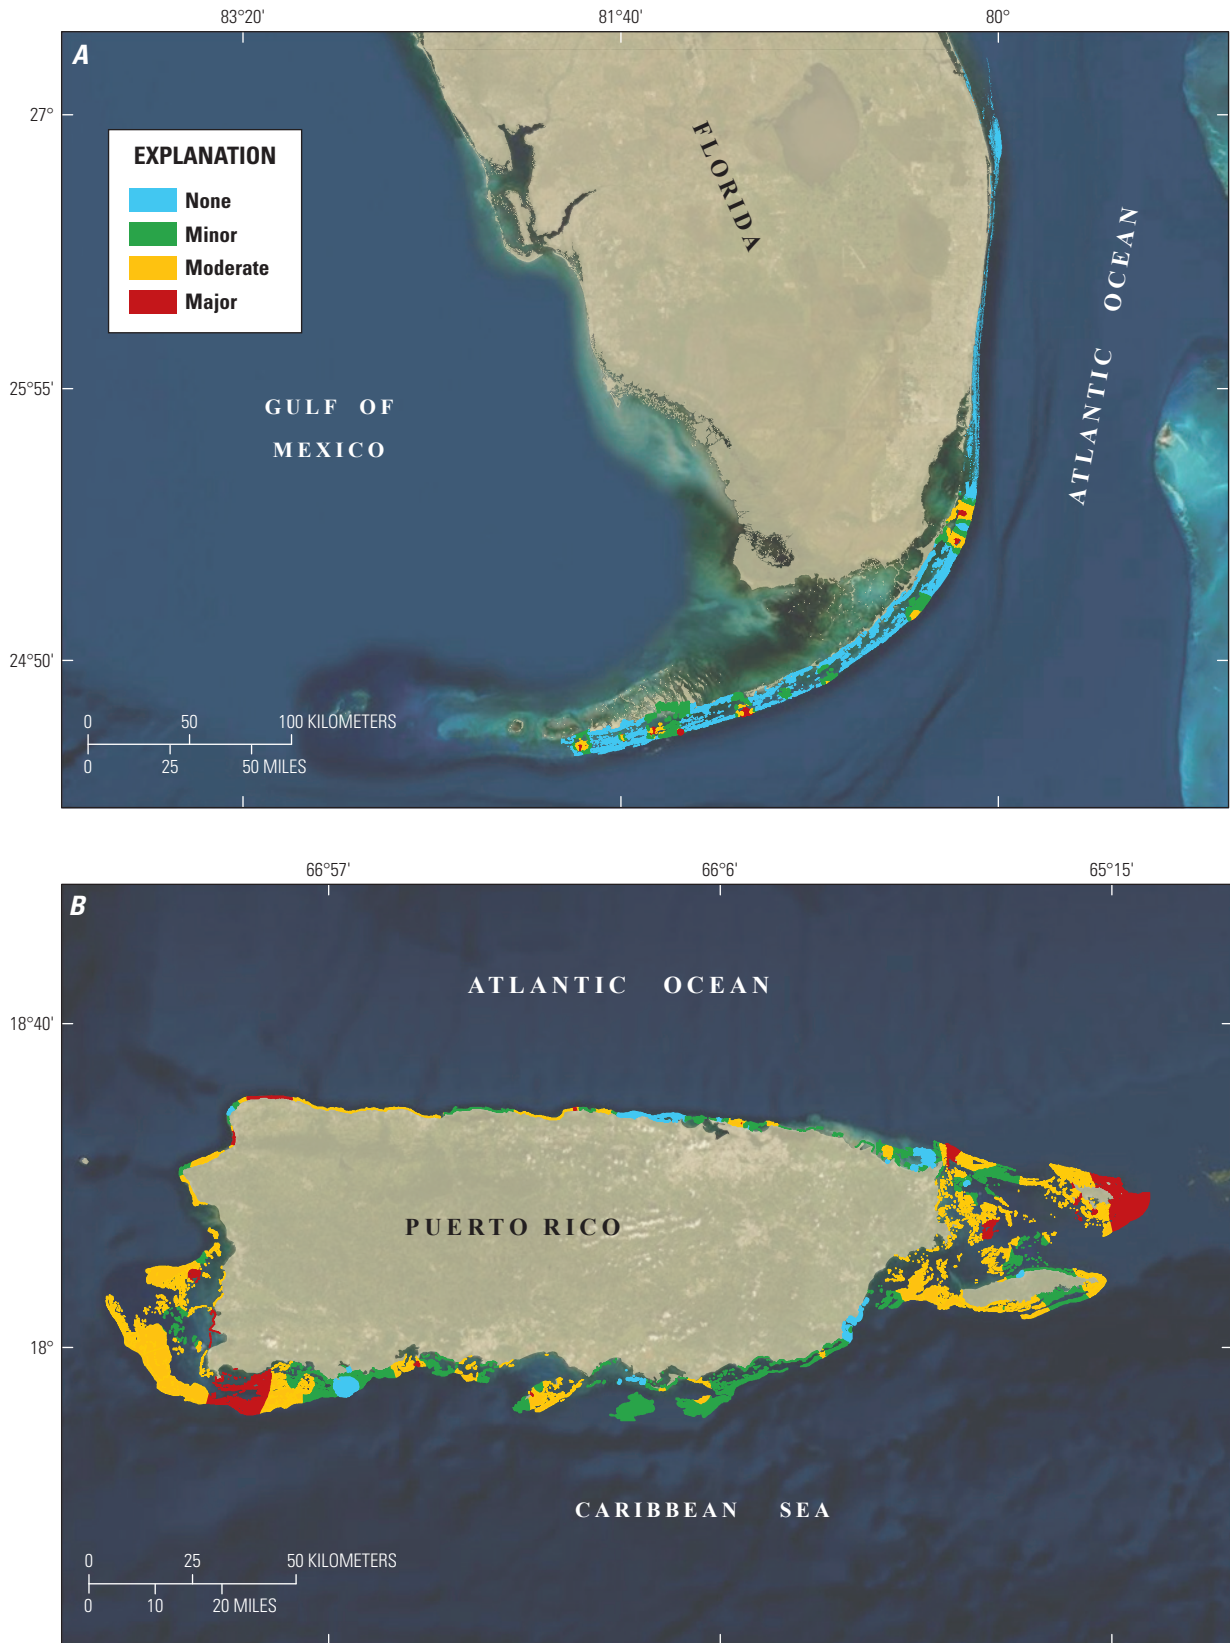 83°20'
81°40'
80°
A
27°
EXPLANATION
None
Minor
Moderate
Major
FLORIDA
ATLANTIC OCEAN
25°55'
GULF OF
MEXICO
24°50'
0 50 100 KILOMETERS
0 25 50 MILES
66°57'
66°6'
65°15'
B
ATLANTIC OCEAN
18°40'
PUERTO RICO
18°
CARIBBEAN SEA
0 25 50 KILOMETERS
0 10 20 MILES